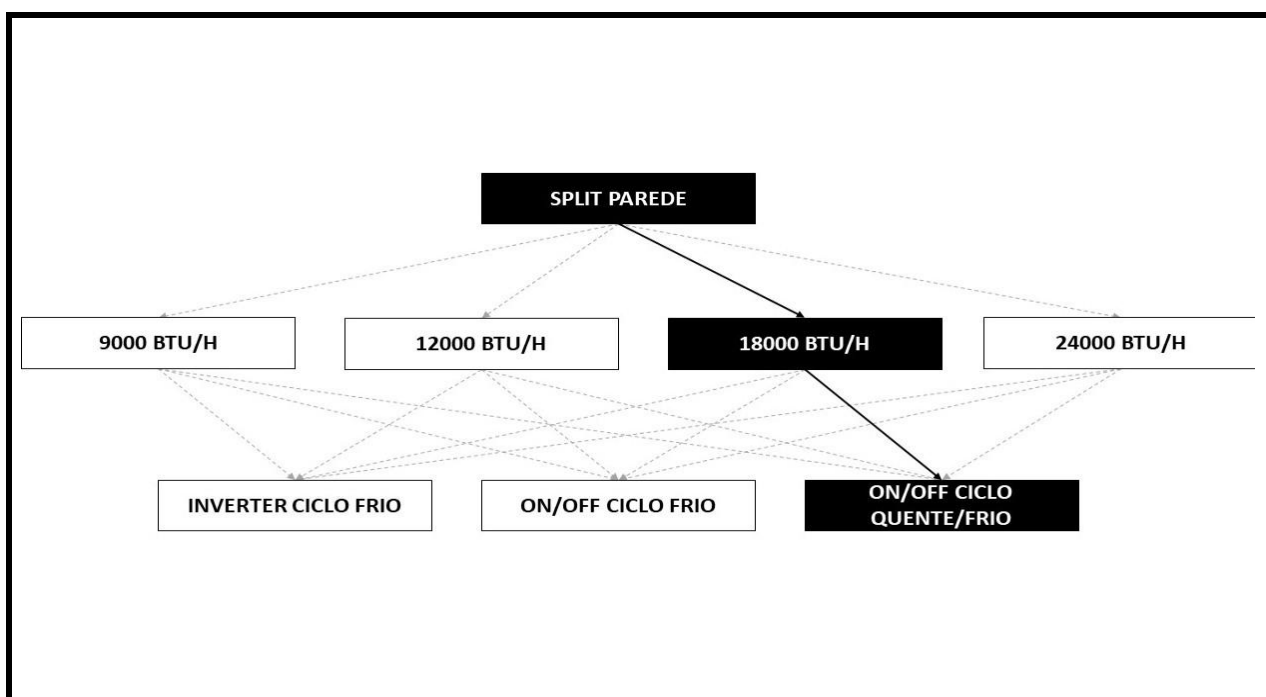 SPLIT PAREDE
9000 BTU/H
12000 BTU/H
18000 BTU/H
24000 BTU/H
INVERTER CICLO FRIO
ON/OFF CICLO FRIO
ON/OFF CICLO
QUENTE/FRIO